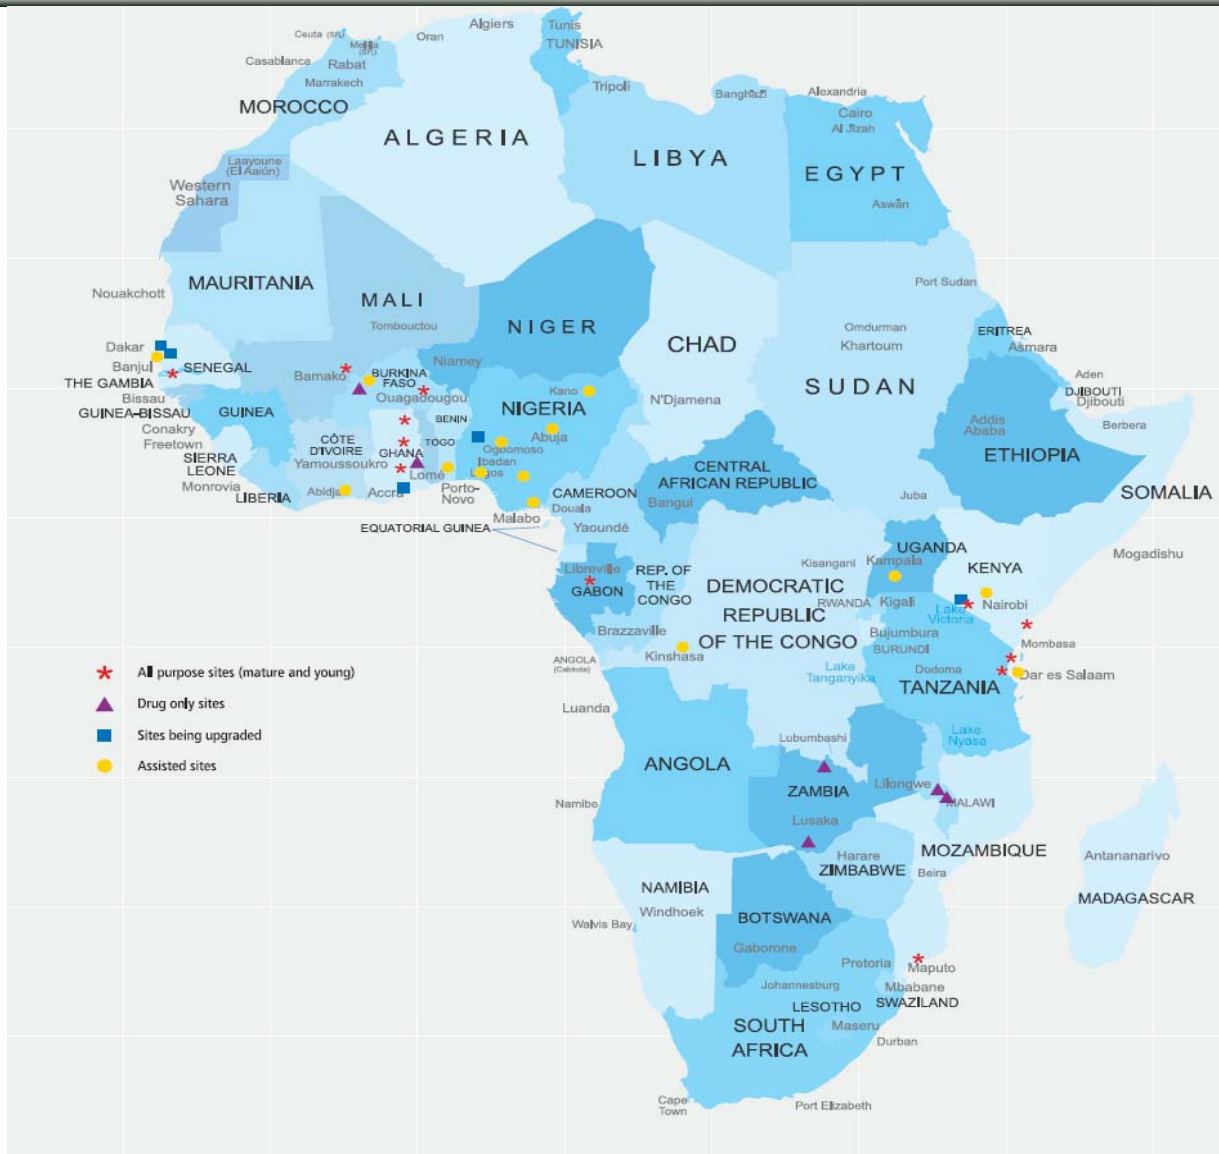 Ceuta (SP.)
Melilla
(SP.)
Oran
Algiers
Tunis
TUNISIA
Casablanca
Rabat
Marrakech
MOROCCO
Tripoli
Banghazi
Alexandria
Cairo
Al Jizah
ALGERIA
LIBYA
EGYPT
Laayoune
(El Aaiún)
Western
Sahara
Aswân
MAURITANIA
Nouakchott
MALI
Tombouctou
NIGER
CHAD
Port Sudan
Omdurman
Khartoum
SUDAN
ERITREA
Asmara
Dakar
Banjul
SENEGAL
THE GAMBIA
Bissau
GUINEA-BISSAU
GUINEA
Conakry
Freetown
SIERRA
LEONE
Monrovia
LIBERIA
Bamako
BURKINA
FASO
Ouagadougou
Niamey
BENIN
TOGO
GHANA
CÔTE
D'IVOIRE
Yamoussoukro
Abidja
Accra
Lomé
Porto-
Novo
Kano
NIGERIA
Abuja
Ogbomoso
Ibadan
Lagos
N'Djamena
Aden
DJIBOUTI
Djibouti
Berbera
Addis
Ababa
ETHIOPIA
SOMALIA
Mogadishu
CENTRAL
AFRICAN REPUBLIC
Bangui
Juba
CAMEROON
Douala
Malabo
Yaoundé
EQUATORIAL GUINEA
Libreville
GABON
REP. OF
THE
CONGO
Brazzaville
Kinshasa
ANGOLA
(Cabinda)
Kisangani
DEMOCRATIC
REPUBLIC
OF THE CONGO
UGANDA
Kampala
KENYA
Nairobi
RWANDA
Kigali
Lake
Victoria
Bujumbura
BURUNDI
Mombasa
Dodoma
Dar es Salaam
TANZANIA
Lake
Tanganyika
Lake
Nyasa
All purpose sites (mature and young)
Drug only sites
Sites being upgraded
Assisted sites
Luanda
ANGOLA
Namibe
Lubumbashi
ZAMBIA
Lusaka
Lilongwe
MALAWI
MOZAMBIQUE
Harare
ZIMBABWE
Beira
Antananarivo
MADAGASCAR
NAMIBIA
Windhoek
Walvis Bay
BOTSWANA
Gaborone
Pretoria
Maputo
Johannesburg
Mbabane
SWAZILAND
LESOTHO
Maseru
SOUTH
AFRICA
Durban
Cape
Town
Port Elizabeth